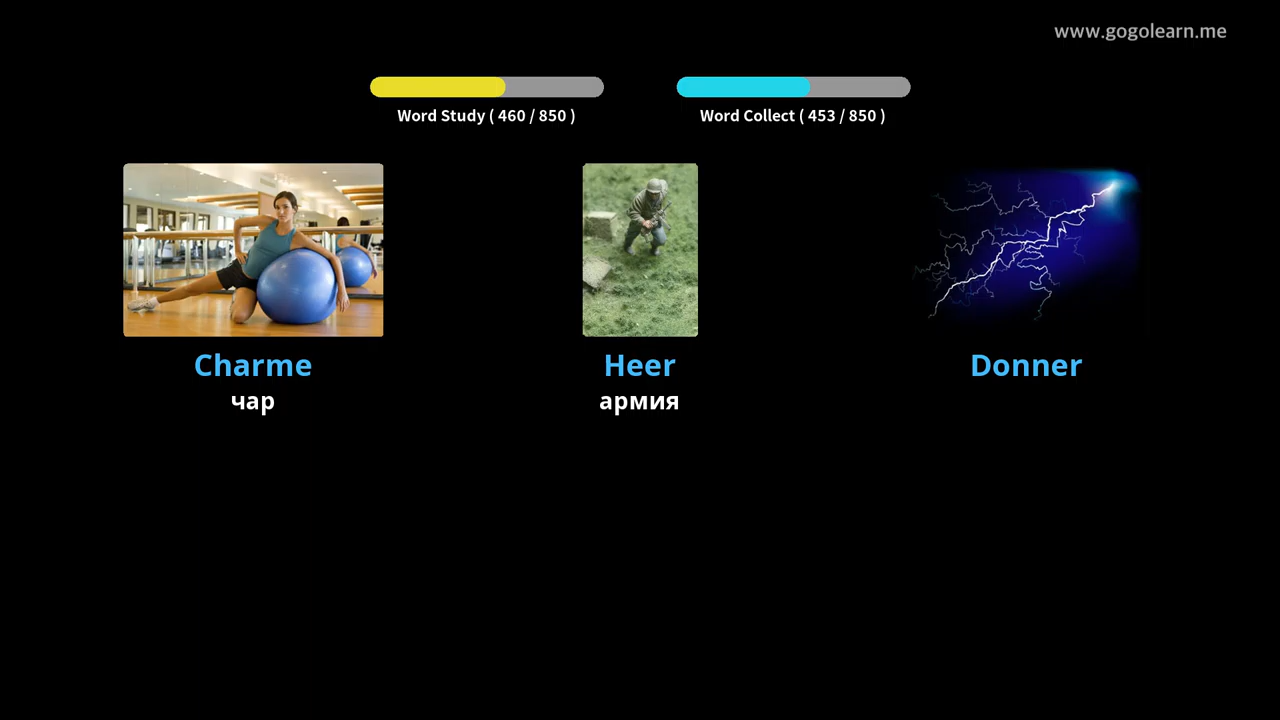 www.gogolearn.me
Word Study ( 460 / 850 )
Word Collect ( 453 / 850 )
Charme
Heer
Donner
чар
армия